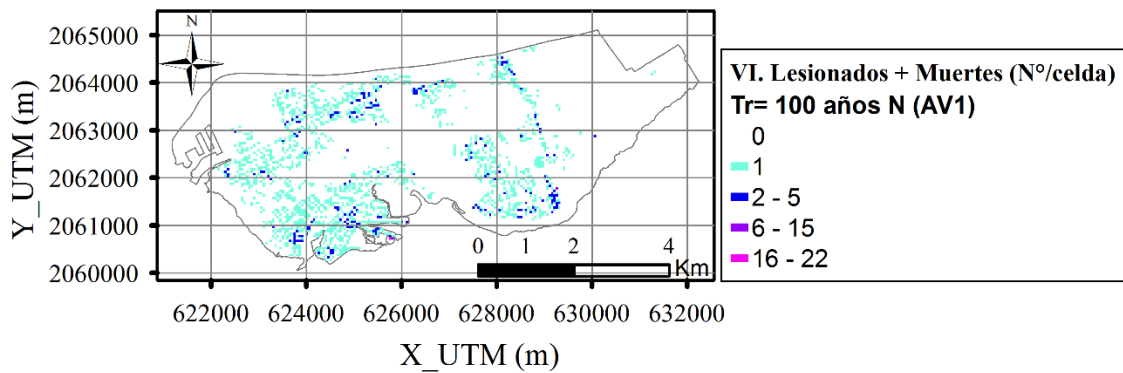 N
2065000
2064000
2063000
2062000
2061000
2060000
Y_UTM (m)
0 1 2 4
Km
622000 624000 626000 628000 630000 632000
X_UTM (m)
VI. Lesionados + Muertes (N°/celda)
Tr= 100 años N (AV1)
0
1
2 - 5
6 - 15
16 - 22